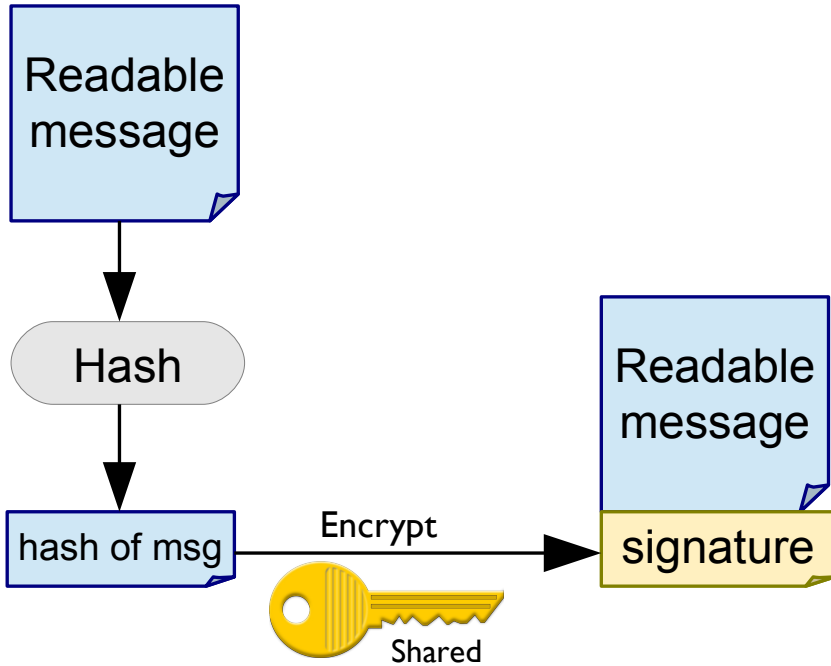 Readable
message
Hash
hash of msg
Encrypt
Shared
Readable
message
signature